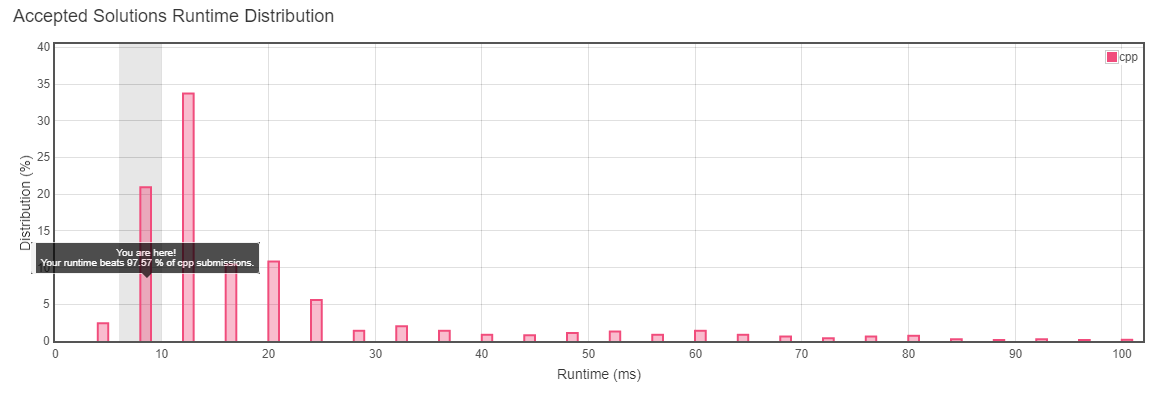 Accepted Solutions Runtime Distribution
40
35
30
25
20
15
10
5
0
Distribution (%)
cpp
You are here!
Your runtime beats 97.57 % of cpp submissions.
0 10 20 30 40 50 60 70 80 90 100
Runtime (ms)